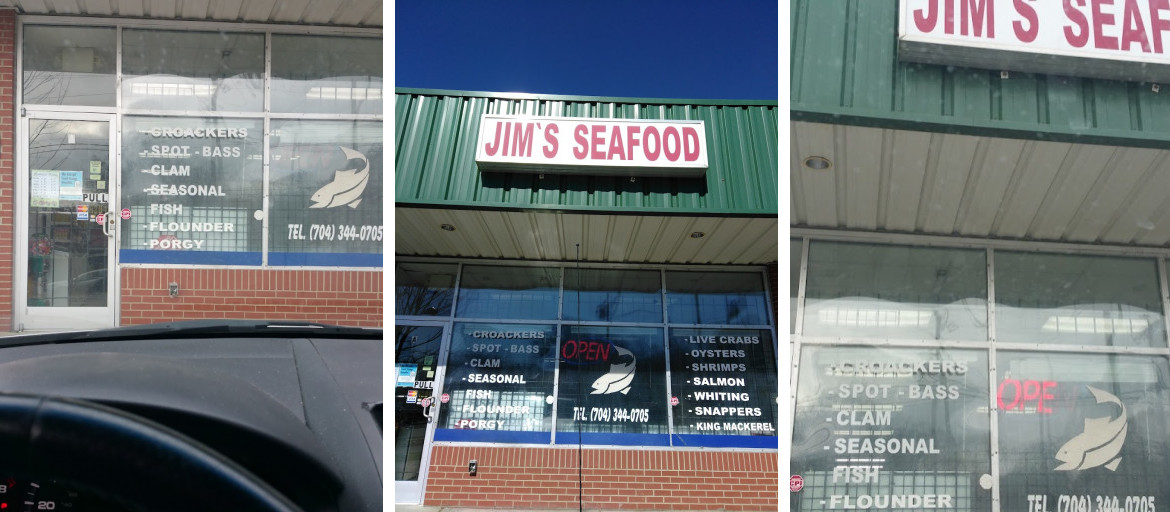 - CROACKERS
- SPOT - BASS
- CLAM
- SEASONAL
FISH
- FLOUNDER
- PORGY
PULL
TEL. (704) 344-0705
20
JIM`S SEAFOOD
- CROACKERS
- SPOT - BASS
- CLAM
- SEASONAL
FISH
- FLOUNDER
- PORGY
OPEN
TEL. (704) 344-0705
- LIVE CRABS
- OYSTERS
- SHRIMPS
- SALMON
- WHITING
- SNAPPERS
- KING MACKEREL
PULL
JIM`S SEAF
- CROACKERS
- SPOT - BASS
- CLAM
- SEASONAL
FISH
- FLOUNDER
OPE
TEL. (704) 344-0705